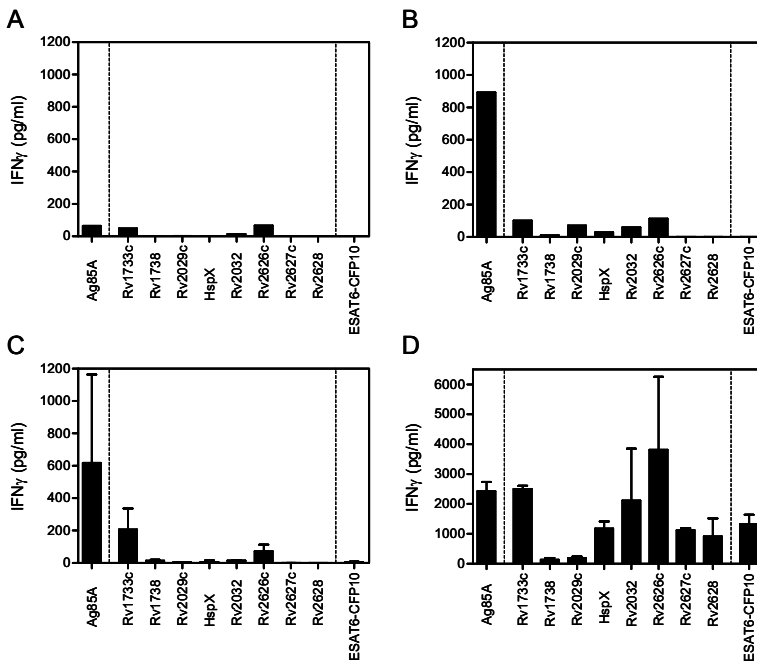 A
1200
1000
800
600
400
200
0
IFNγ (pg/ml)
Ag85A
Rv1733c
Rv1738
Rv2029c
HspX
Rv2032
Rv2626c
Rv2627c
Rv2628
ESAT6-CFP10
B
1200
1000
800
600
400
200
0
IFNγ (pg/ml)
Ag85A
Rv1733c
Rv1738
Rv2029c
HspX
Rv2032
Rv2626c
Rv2627c
Rv2628
ESAT6-CFP10
C
1200
1000
800
600
400
200
0
IFNγ (pg/ml)
Ag85A
Rv1733c
Rv1738
Rv2029c
HspX
Rv2032
Rv2626c
Rv2627c
Rv2628
ESAT6-CFP10
D
6000
5000
4000
3000
2000
1000
0
IFNγ (pg/ml)
Ag85A
Rv1733c
Rv1738
Rv2029c
HspX
Rv2032
Rv2626c
Rv2627c
Rv2628
ESAT6-CFP10